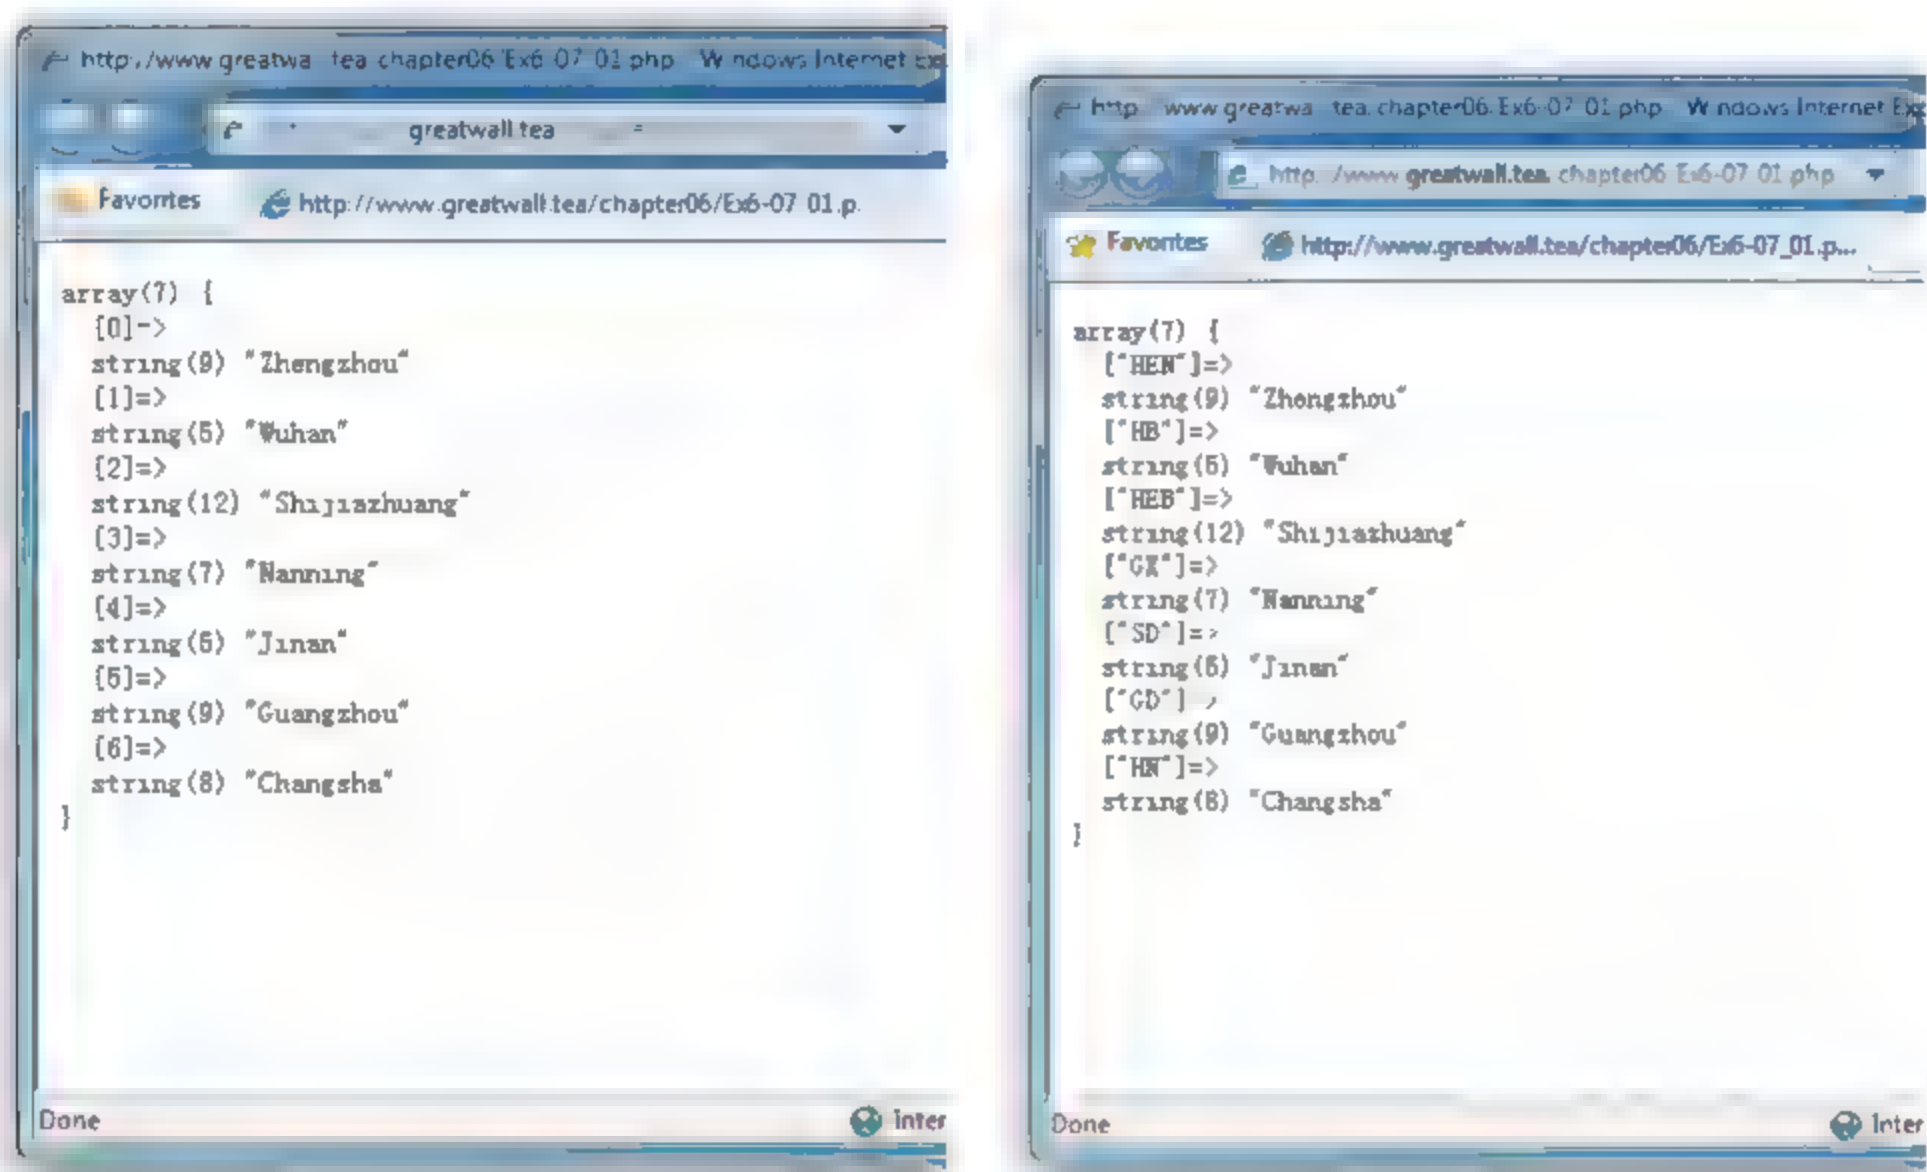 http://www greatwa tea chapter06 Ex6-07 01 php Windows Internet
greatwall tea
Favorites http://www.greatwall.tea/chapter06/Ex6-07 01.p.
array(7) {
[0]->
string(9) "Zhengzhou"
[1]=>
string(5) "Wuhan"
[2]=>
string(12) "Shijiazhuang"
[3]=>
string(7) "Nanning"
[4]=>
string(5) "Jinan"
[5]=>
string(9) "Guangzhou"
[6]=>
string(8) "Changsha"
}
Done Inter
http www greatwa tea chapter06 Ex6-07 01 php Windows Internet
http /www greatwall.tea chapter06 Ex6-07 01 php
Favorites http://www.greatwall.tea/chapter06/Ex6-07_01.p...
array(7) {
["HEN"]=>
string(9) "Zhengzhou"
["HB"]=>
string(5) "Wuhan"
["HEB"]=>
string(12) "Shijiazhuang"
["GX"]=>
string(7) "Nanning"
["SD"]=>
string(5) "Jinan"
["GD"]
string(9) "Guangzhou"
["HN"]=>
string(8) "Changsha"
}
Done Inter